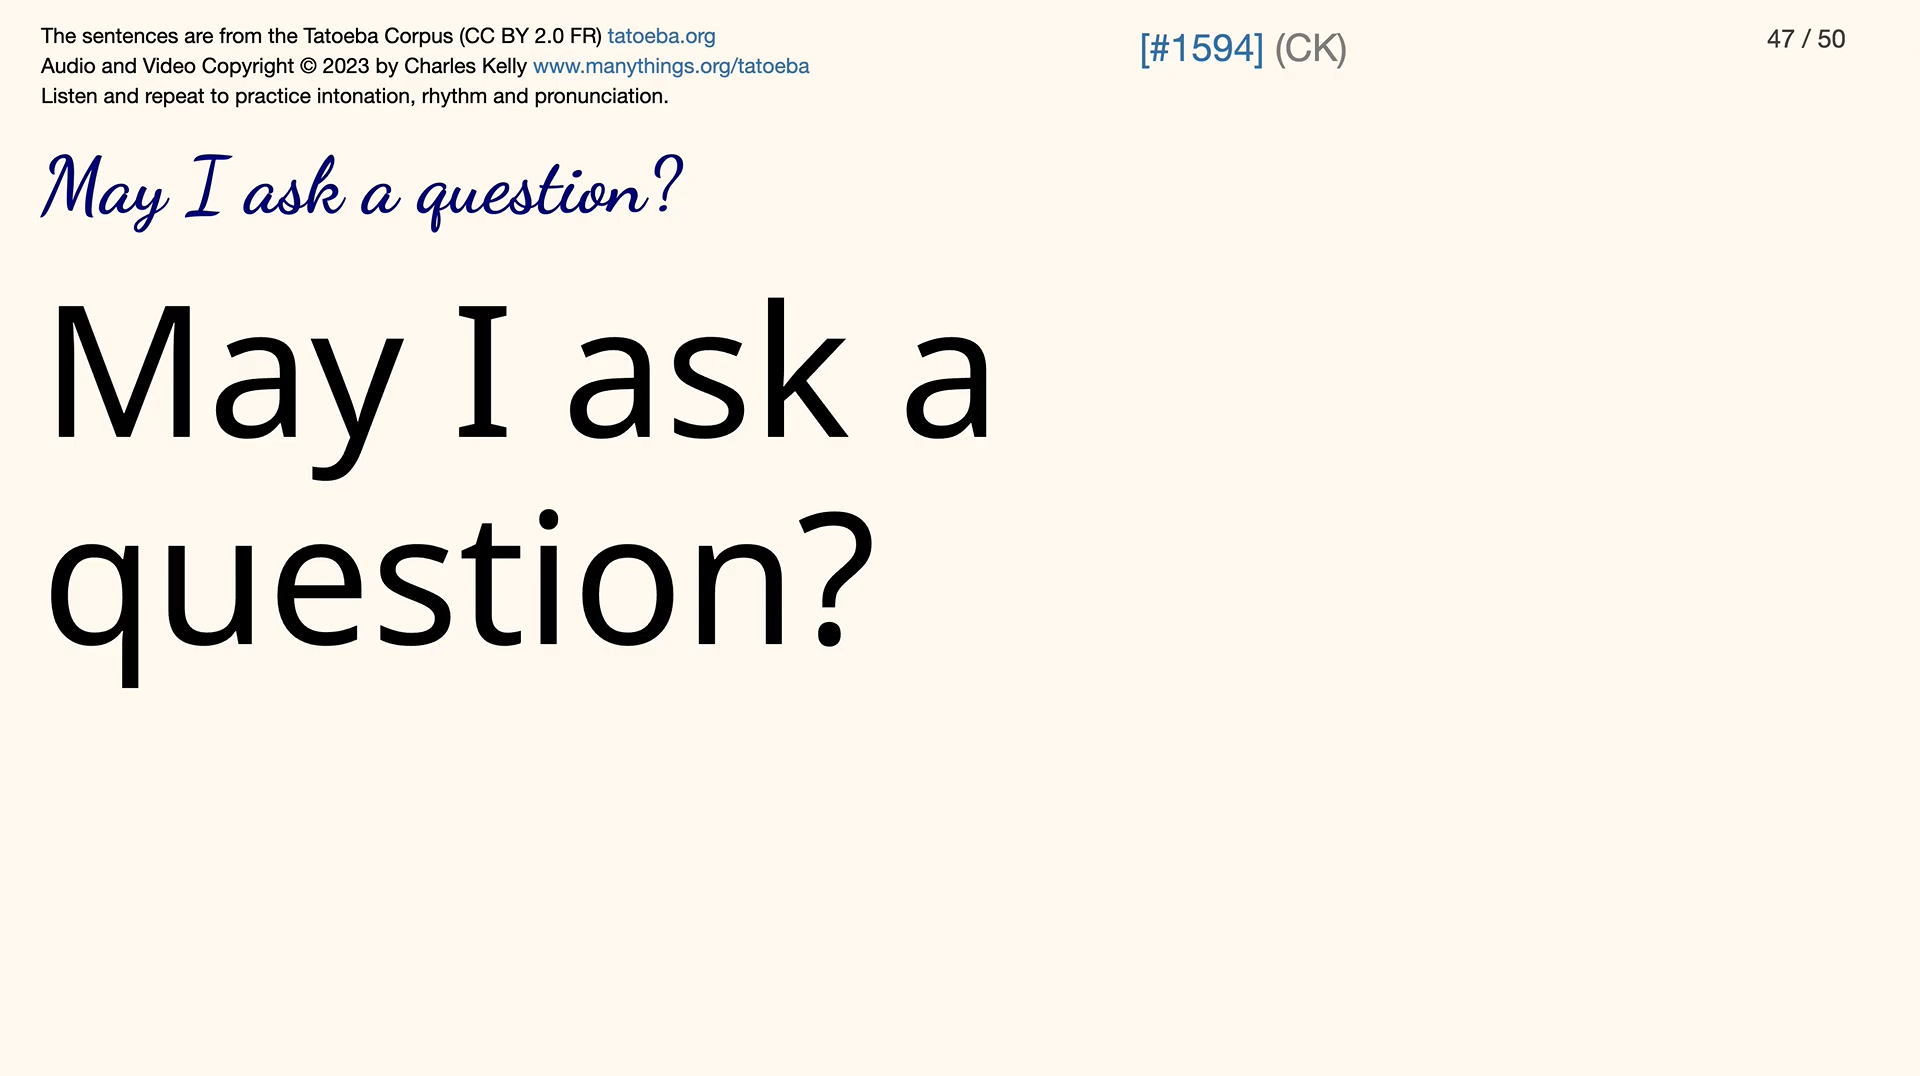 The sentences are from the Tatoeba Corpus (CC BY 2.0 FR) tatoeba.org
Audio and Video Copyright © 2023 by Charles Kelly www.manythings.org/tatoeba
Listen and repeat to practice intonation, rhythm and pronunciation.
[#1594] (CK)
47 / 50
May I ask a question?
May I ask a
question?